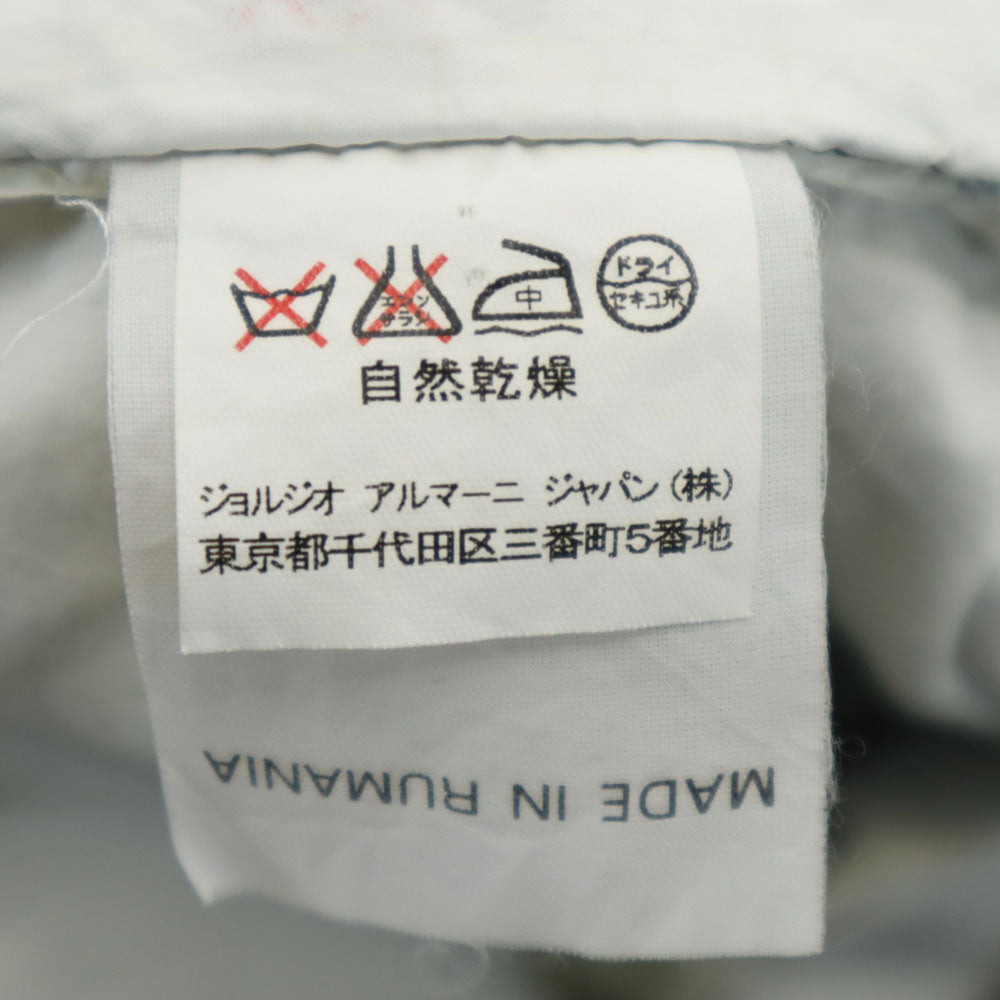 エンソ
サラシ
中
ドライ
セキユ系
自然乾燥
ジョルジオ アルマーニ ジャパン(株)
東京都千代田区三番町5番地
MADE IN RUMANIA